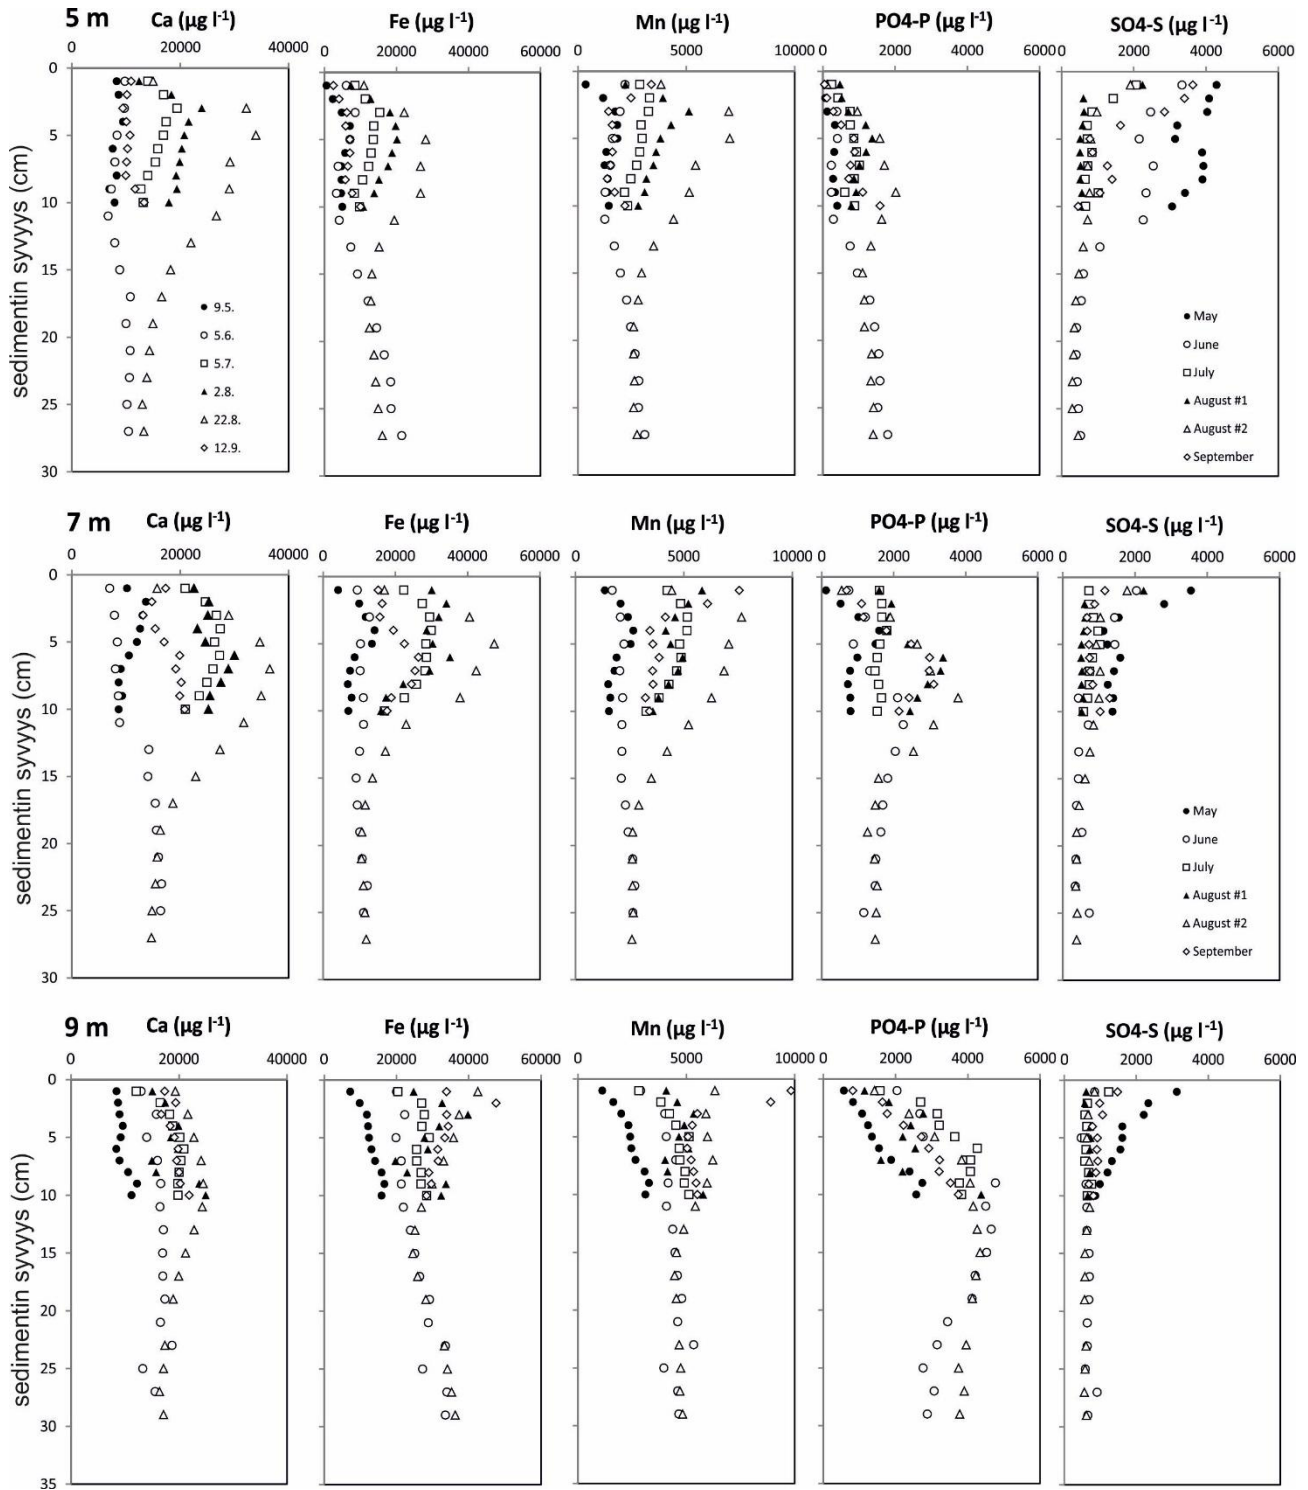 5 m
Ca (µg l-1)
Fe (µg l-1)
Mn (µg l-1)
PO4-P (µg l-1)
SO4-S (µg l-1)
0 20000 40000
0 20000 40000 60000
0 5000 10000
0 2000 4000 6000
0 2000 4000 6000
0
5
10
15
20
25
30
sedimentin syvyys (cm)
9.5.
5.6.
5.7.
2.8.
22.8.
12.9.
May
June
July
August #1
August #2
September
7 m
Ca (µg l-1)
Fe (µg l-1)
Mn (µg l-1)
PO4-P (µg l-1)
SO4-S (µg l-1)
0 20000 40000
0 20000 40000 60000
0 5000 10000
0 2000 4000 6000
0 2000 4000 6000
0
5
10
15
20
25
30
sedimentin syvyys (cm)
May
June
July
August #1
August #2
September
9 m
Ca (µg l-1)
Fe (µg l-1)
Mn (µg l-1)
PO4-P (µg l-1)
SO4-S (µg l-1)
0 20000 40000
0 20000 40000 60000
0 5000 10000
0 2000 4000 6000
0 2000 4000 6000
0
5
10
15
20
25
30
35
sedimentin syvyys (cm)